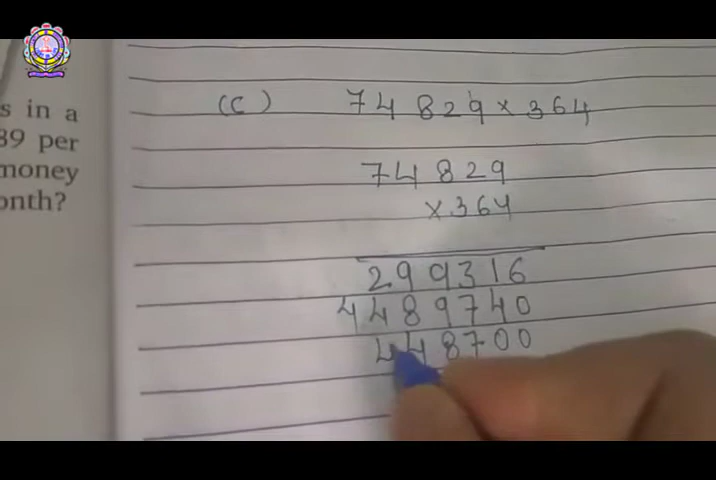 s in a
39 per
money
onth?
(c) 74829×364
74829
×364
299316
4489740
448700